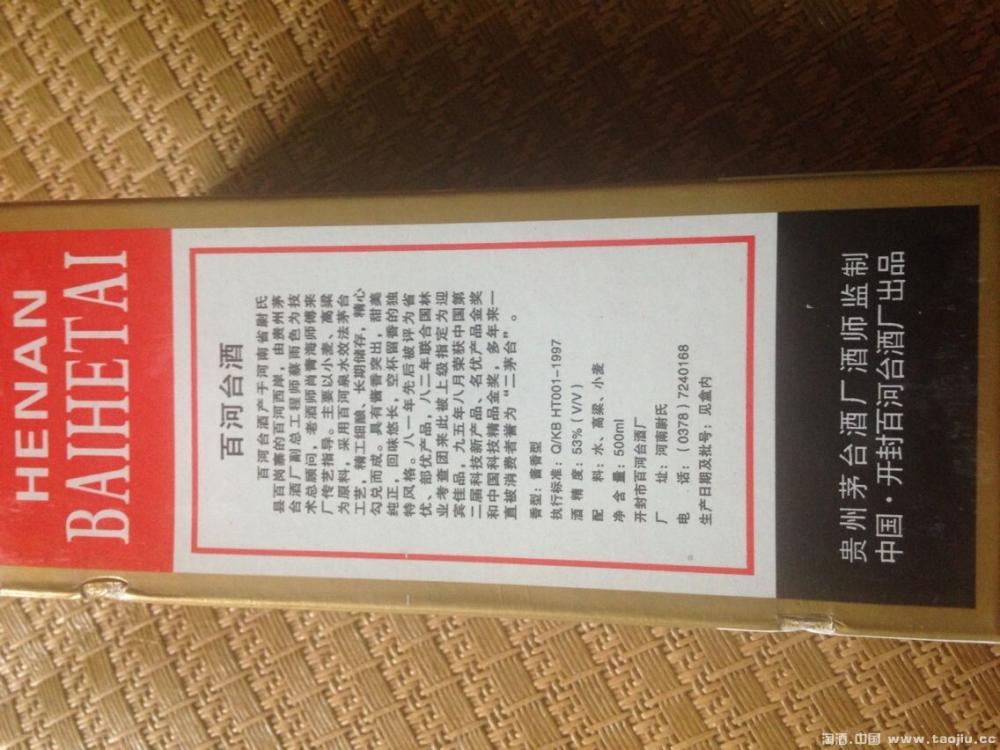 HENAN
BAIHETAI
百河台酒
百河台酒产于河南省尉氏
县百岗寨的百河西岸，由贵州茅
台酒厂副总工程师蔡雨色为技
术总顾问，老酒师尚青海师傅来
厂传艺指导。主要以小麦、高粱
为原料，采用百河泉水效法茅台
工艺，精工细酿、长期储存，精心
勾兑而成。具有酱香突出，甜美
纯正，回味悠长，空杯留香的独
特风格。八一年先后被评为省
优、部优产品，八二年联合国林
业考查团来此被上级指定为迎
宾佳品，九五年八月荣获中国第
二届科技新产品、名优产品金奖
和中国科技精品金奖，多年来一
直被消费者誉为“二茅台”。
香型：酱香型
执行标准：Q/KB HT001-1997
酒精度：53%（V/V）
配料：水、高粱、小麦
净含量：500ml
开封市百河台酒厂
厂址：河南尉氏
电话：（0378）7240168
生产日期及批号：见盒内
贵州茅台酒厂酒师监制
中国·开封百河台酒厂出品
淘酒.中国 www.taojiu.cc